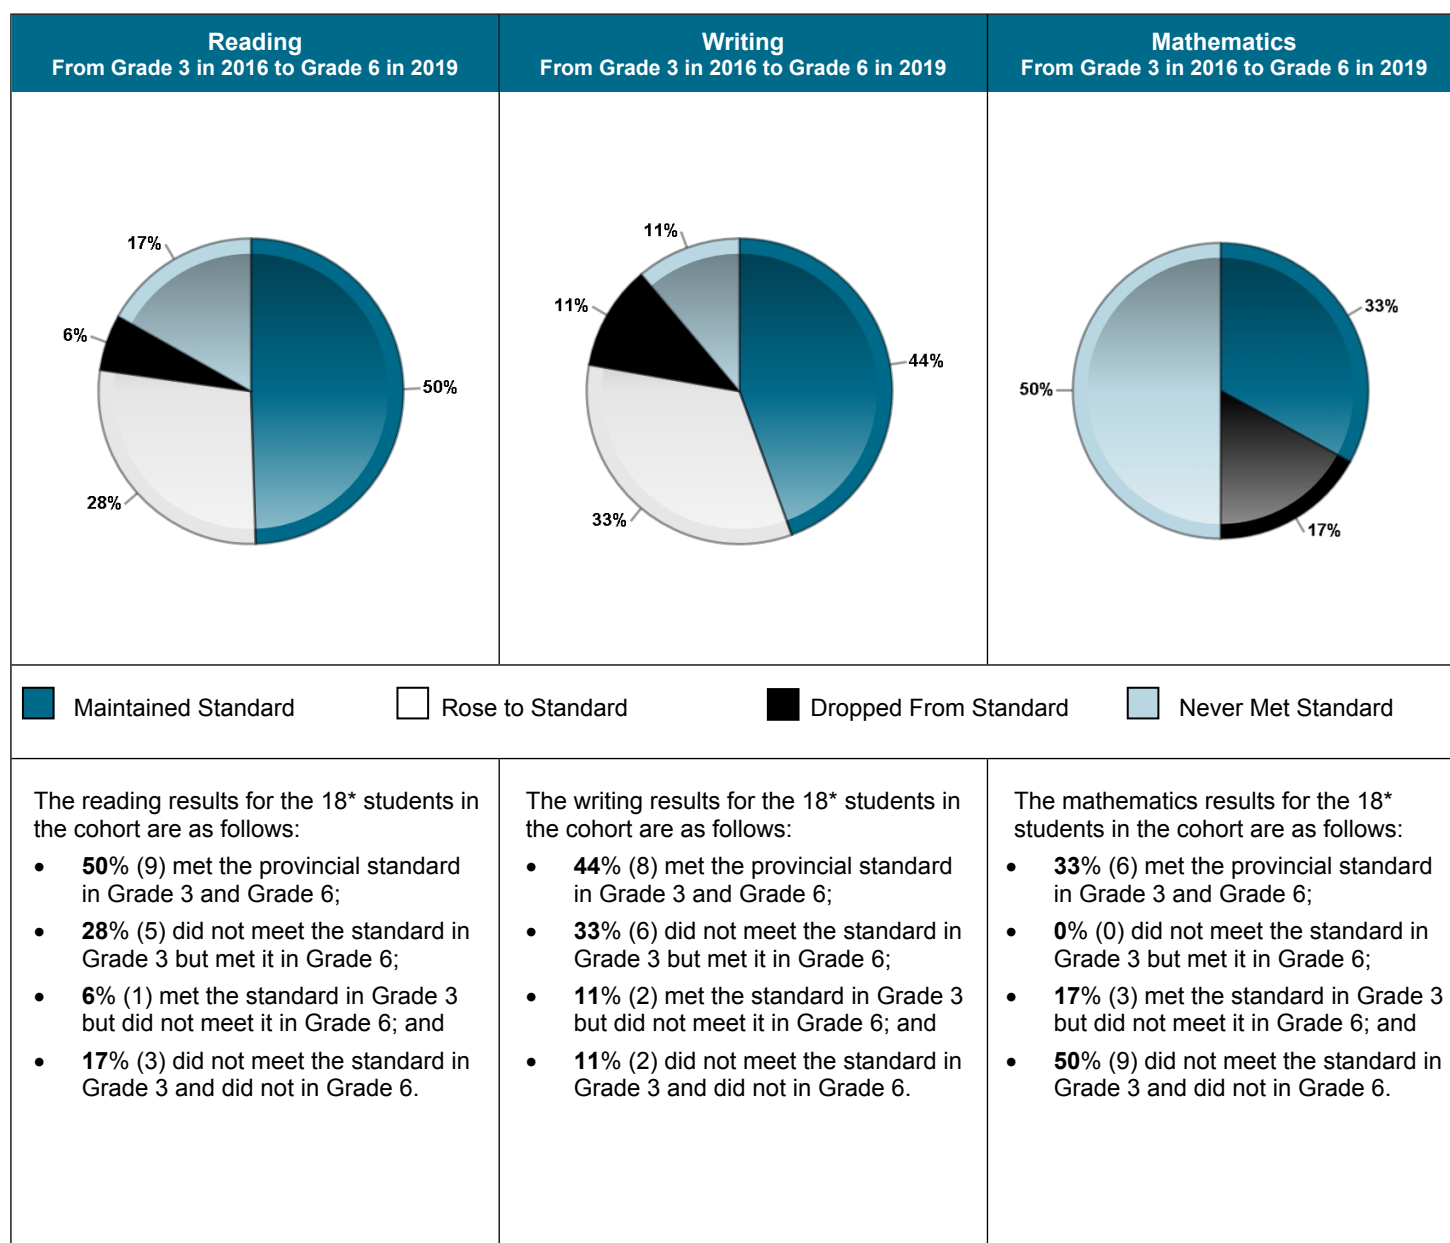 Reading
From Grade 3 in 2016 to Grade 6 in 2019
Writing
From Grade 3 in 2016 to Grade 6 in 2019
Mathematics
From Grade 3 in 2016 to Grade 6 in 2019
17%
6%
50%
28%
11%
11%
44%
33%
33%
50%
17%
Maintained Standard
Rose to Standard
Dropped From Standard
Never Met Standard
The reading results for the 18* students in
the cohort are as follows:
• 50% (9) met the provincial standard
in Grade 3 and Grade 6;
• 28% (5) did not meet the standard in
Grade 3 but met it in Grade 6;
• 6% (1) met the standard in Grade 3
but did not meet it in Grade 6; and
• 17% (3) did not meet the standard in
Grade 3 and did not in Grade 6.
The writing results for the 18* students in
the cohort are as follows:
• 44% (8) met the provincial standard
in Grade 3 and Grade 6;
• 33% (6) did not meet the standard in
Grade 3 but met it in Grade 6;
• 11% (2) met the standard in Grade 3
but did not meet it in Grade 6; and
• 11% (2) did not meet the standard in
Grade 3 and did not in Grade 6.
The mathematics results for the 18*
students in the cohort are as follows:
• 33% (6) met the provincial standard
in Grade 3 and Grade 6;
• 0% (0) did not meet the standard in
Grade 3 but met it in Grade 6;
• 17% (3) met the standard in Grade 3
but did not meet it in Grade 6; and
• 50% (9) did not meet the standard in
Grade 3 and did not in Grade 6.